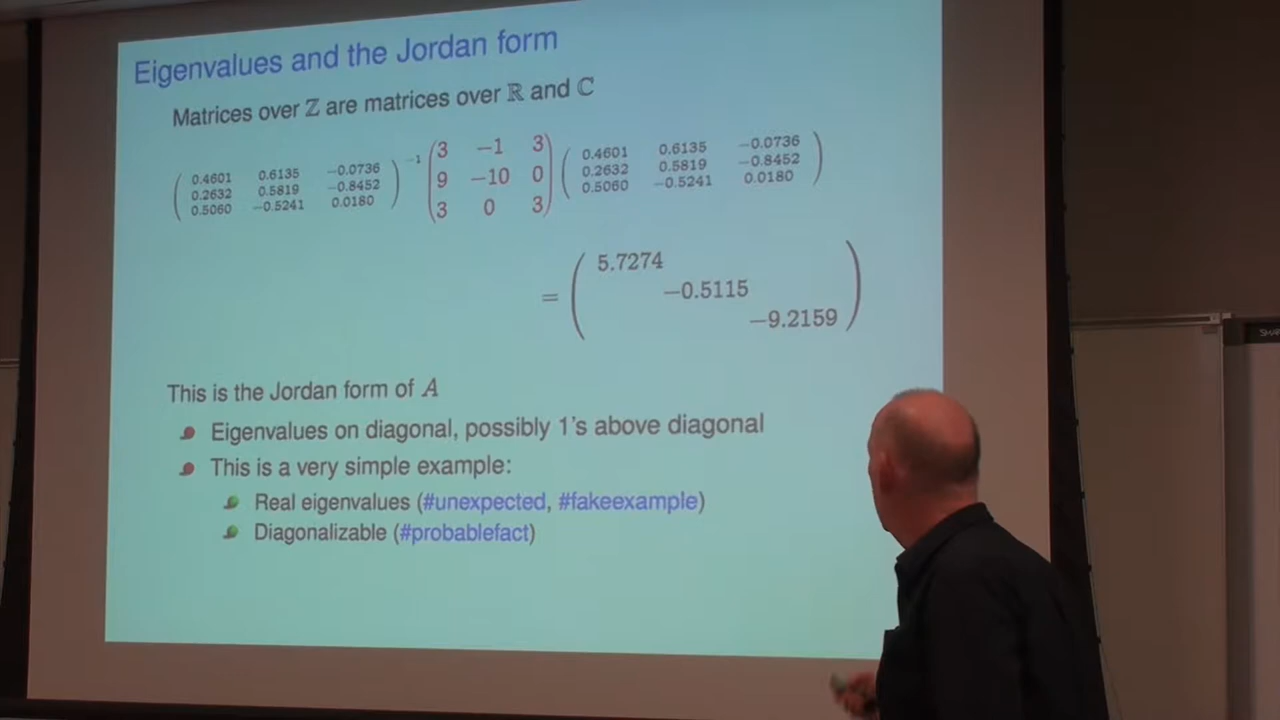 Eigenvalues and the Jordan form
Matrices over ℤ are matrices over ℝ and ℂ
( 0.4601 0.6135 −0.0736 )−1 ( 3 −1 3 ) ( 0.4601 0.6135 −0.0736 )
( 0.2632 0.5819 −0.8452 ) ( 9 −10 0 ) ( 0.2632 0.5819 −0.8452 )
( 0.5060 −0.5241 0.0180 ) ( 3 0 3 ) ( 0.5060 −0.5241 0.0180 )
( 5.7274 )
= ( −0.5115 )
( −9.2159 )
This is the Jordan form of A
Eigenvalues on diagonal, possibly 1's above diagonal
This is a very simple example:
Real eigenvalues (#unexpected, #fakeexample)
Diagonalizable (#probablefact)